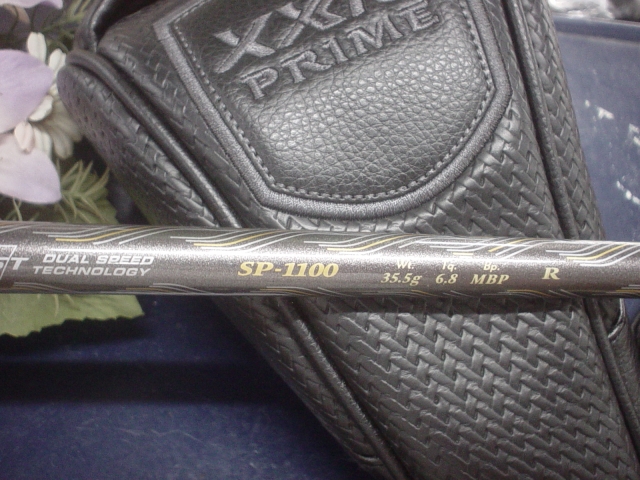 XXIO
PRIME
DUAL SPEED
TECHNOLOGY
SP-1100
Wt. Tq. Bp.
35.5g 6.8 MBP
R